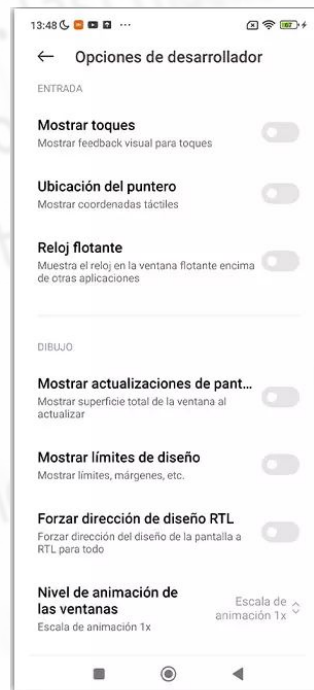 13:48
Opciones de desarrollador
ENTRADA
Mostrar toques
Mostrar feedback visual para toques
Ubicación del puntero
Mostrar coordenadas táctiles
Reloj flotante
Muestra el reloj en la ventana flotante encima
de otras aplicaciones
DIBUJO
Mostrar actualizaciones de pant...
Mostrar superficie total de la ventana al
actualizar
Mostrar límites de diseño
Mostrar límites, márgenes, etc.
Forzar dirección de diseño RTL
Forzar dirección del diseño de la pantalla a
RTL para todo
Nivel de animación de
las ventanas
Escala de animación 1x
Escala de
animación 1x